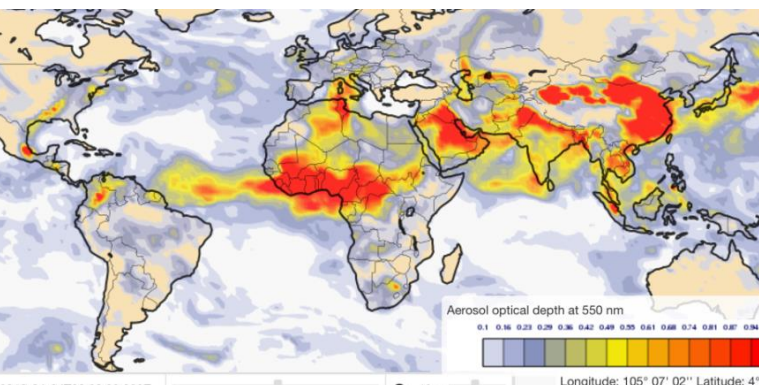 Aerosol optical depth at 550 nm
0.1 0.16 0.23 0.29 0.36 0.42 0.49 0.55 0.61 0.68 0.74 0.81 0.87 0.94
Longitude: 105° 07' 02'' Latitude: 4°